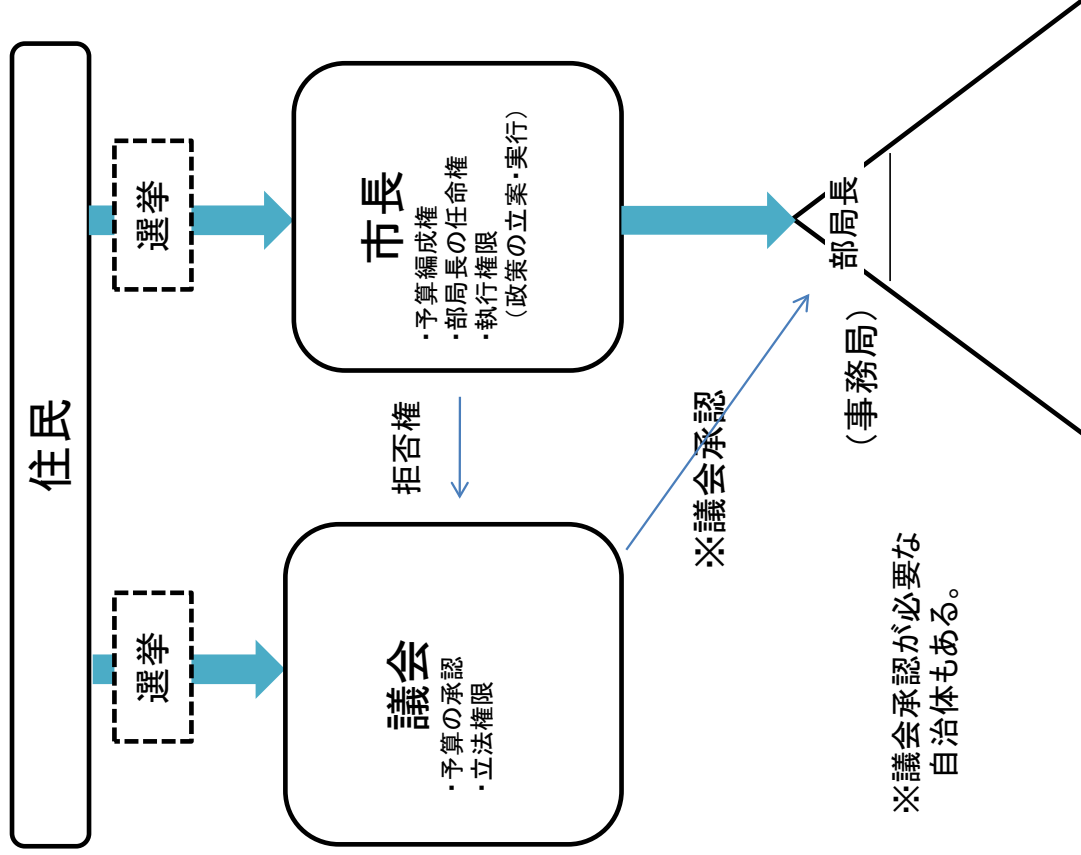 住民
選挙
選挙
議会
・予算の承認
・立法権限
拒否権
市長
・予算編成権
・部局長の任命権
・執行権限
（政策の立案・実行）
※議会承認
部局長
（事務局）
※議会承認が必要な
自治体もある。